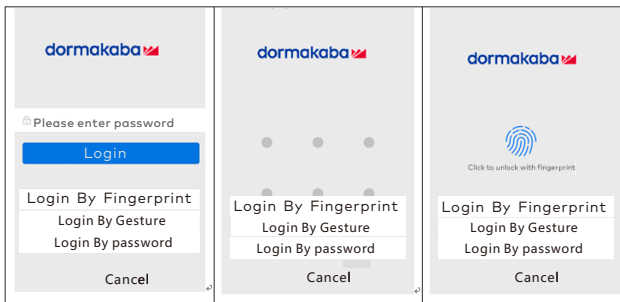 dormakaba
Please enter password
Login
Login By Fingerprint
Login By Gesture
Login By password
Cancel
dormakaba
Login By Fingerprint
Login By Gesture
Login By password
Cancel
dormakaba
Click to unlock with fingerprint
Login By Fingerprint
Login By Gesture
Login By password
Cancel